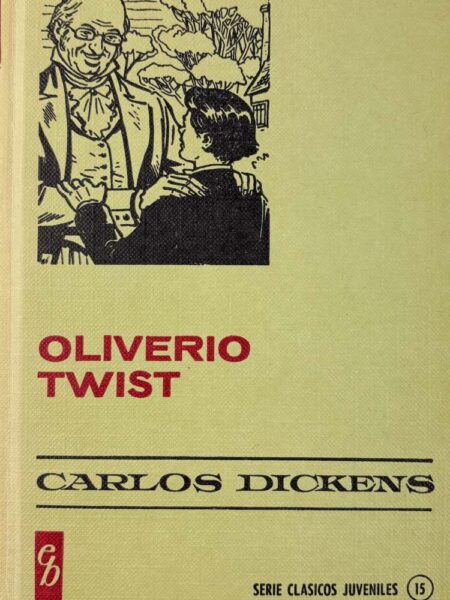 OLIVERIO
TWIST
CARLOS DICKENS
eb
SERIE CLASICOS JUVENILES 15